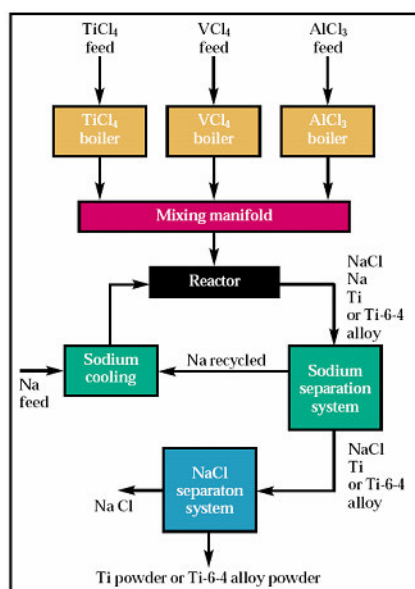 TiCl₄ feed
VCl₄ feed
AlCl₃ feed
TiCl₄ boiler
VCl₄ boiler
AlCl₃ boiler
Mixing manifold
Reactor
NaCl
Na
Ti
or Ti-6-4
alloy
Sodium
cooling
Na recycled
Sodium
separation
system
Na
feed
NaCl
Ti
or Ti-6-4
alloy
NaCl
separaton
system
Na Cl
Ti powder or Ti-6-4 alloy powder